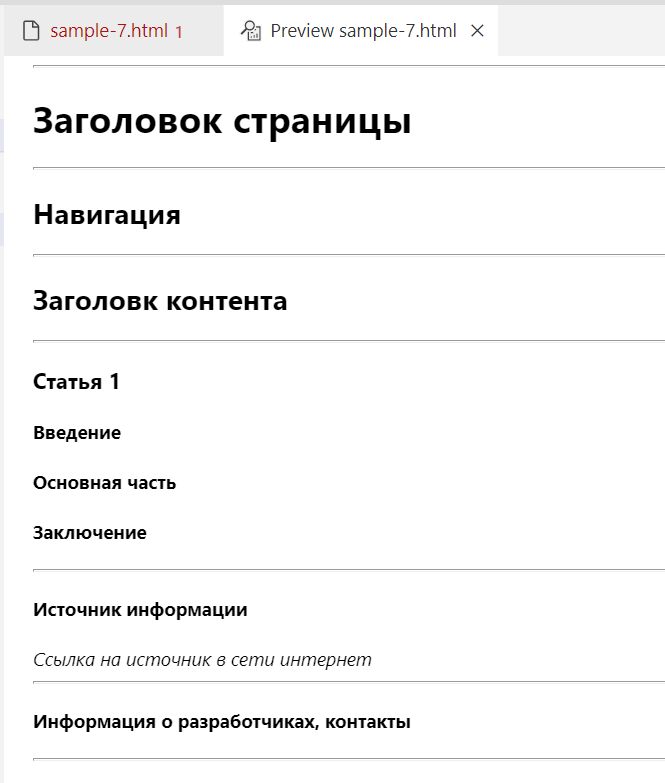 sample-7.html 1
Preview sample-7.html
Заголовок страницы
Навигация
Заголовк контента
Статья 1
Введение
Основная часть
Заключение
Источник информации
Ссылка на источник в сети интернет
Информация о разработчиках, контакты